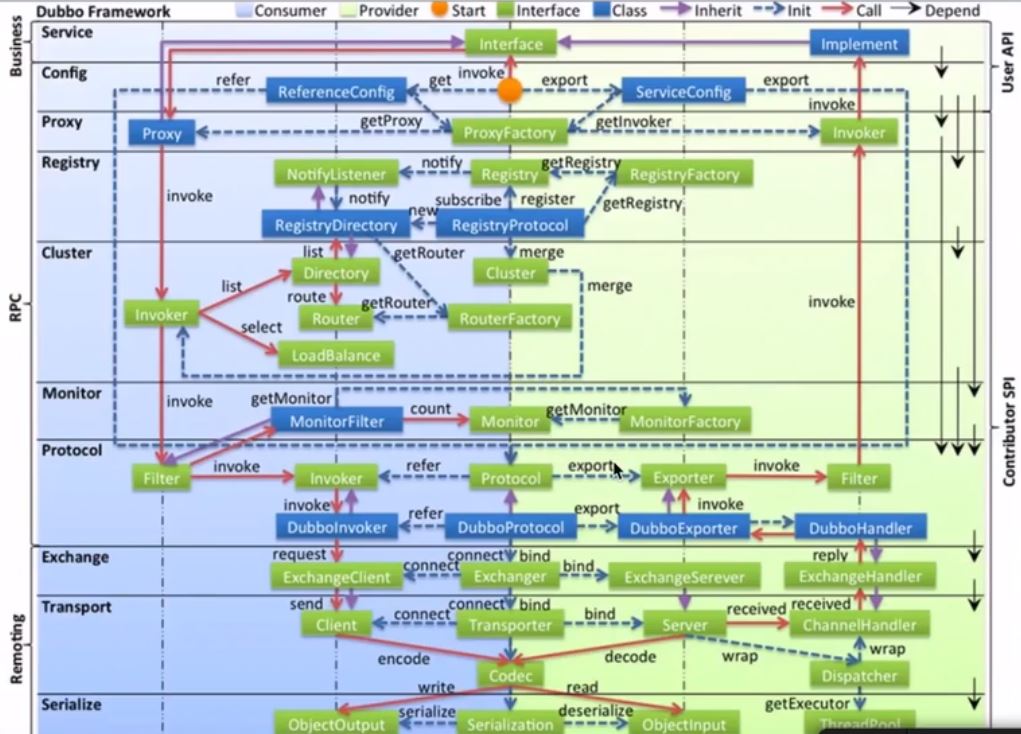 Dubbo Framework Consumer Provider Start Interface Class Inherit Init Call Depend
Business
Service
Interface
Implement
User API
Config
refer
ReferenceConfig
get
invoke
export
ServiceConfig
export
invoke
Proxy
Proxy
getProxy
ProxyFactory
getInvoker
Invoker
Registry
NotifyListener
notify
Registry
getRegistry
RegistryFactory
invoke
notify
subscribe
register
getRegistry
RegistryDirectory
new
RegistryProtocol
Cluster
list
getRouter
merge
Directory
Cluster
list
merge
RPC
route
getRouter
invoke
Invoker
Router
RouterFactory
select
LoadBalance
Monitor
invoke
getMonitor
MonitorFilter
count
Monitor
getMonitor
MonitorFactory
Contributor SPI
Protocol
Filter
invoke
Invoker
refer
Protocol
export
Exporter
invoke
Filter
invoke
refer
export
invoke
DubboInvoker
DubboProtocol
DubboExporter
DubboHandler
Remoting
Exchange
request
connect
bind
reply
ExchangeClient
connect
Exchanger
bind
ExchangeSerever
ExchangeHandler
Transport
send
connect
bind
received
received
Client
connect
Transporter
bind
Server
ChannelHandler
encode
decode
wrap
wrap
Codec
Dispatcher
Serialize
write
read
getExecutor
ObjectOutput
serialize
Serialization
deserialize
ObjectInput
ThreadPool